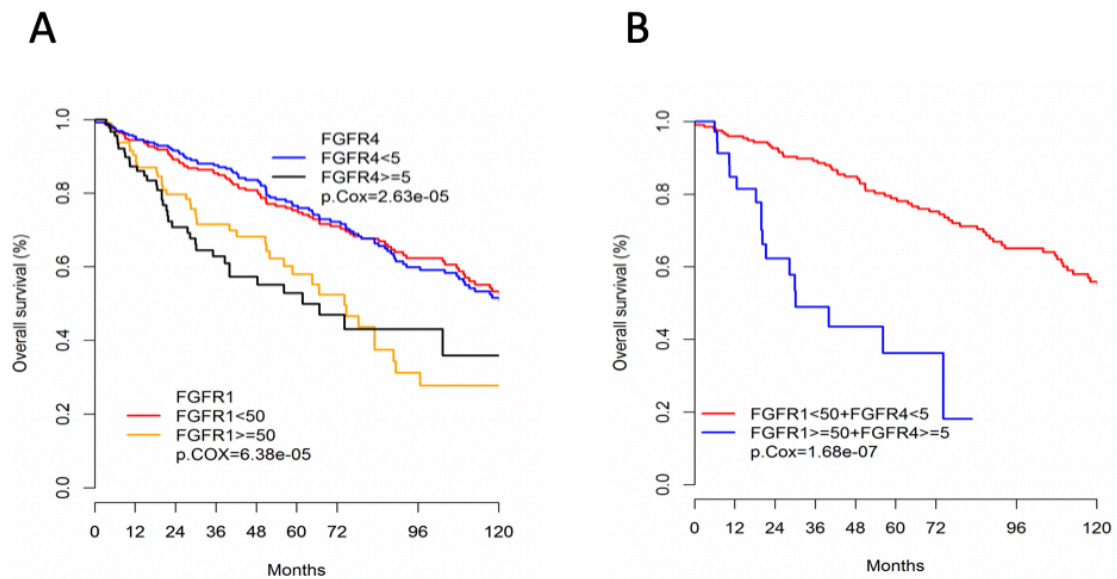 A
B
Overall survival (%)
1.0
0.8
0.6
0.4
0.2
0.0
FGFR4
FGFR4<5
FGFR4>=5
p.Cox=2.63e-05
FGFR1
FGFR1<50
FGFR1>=50
p.COX=6.38e-05
0 12 24 36 48 60 72 96 120
Months
Overall survival (%)
1.0
0.8
0.6
0.4
0.2
0.0
FGFR1<50+FGFR4<5
FGFR1>=50+FGFR4>=5
p.Cox=1.68e-07
0 12 24 36 48 60 72 96 120
Months